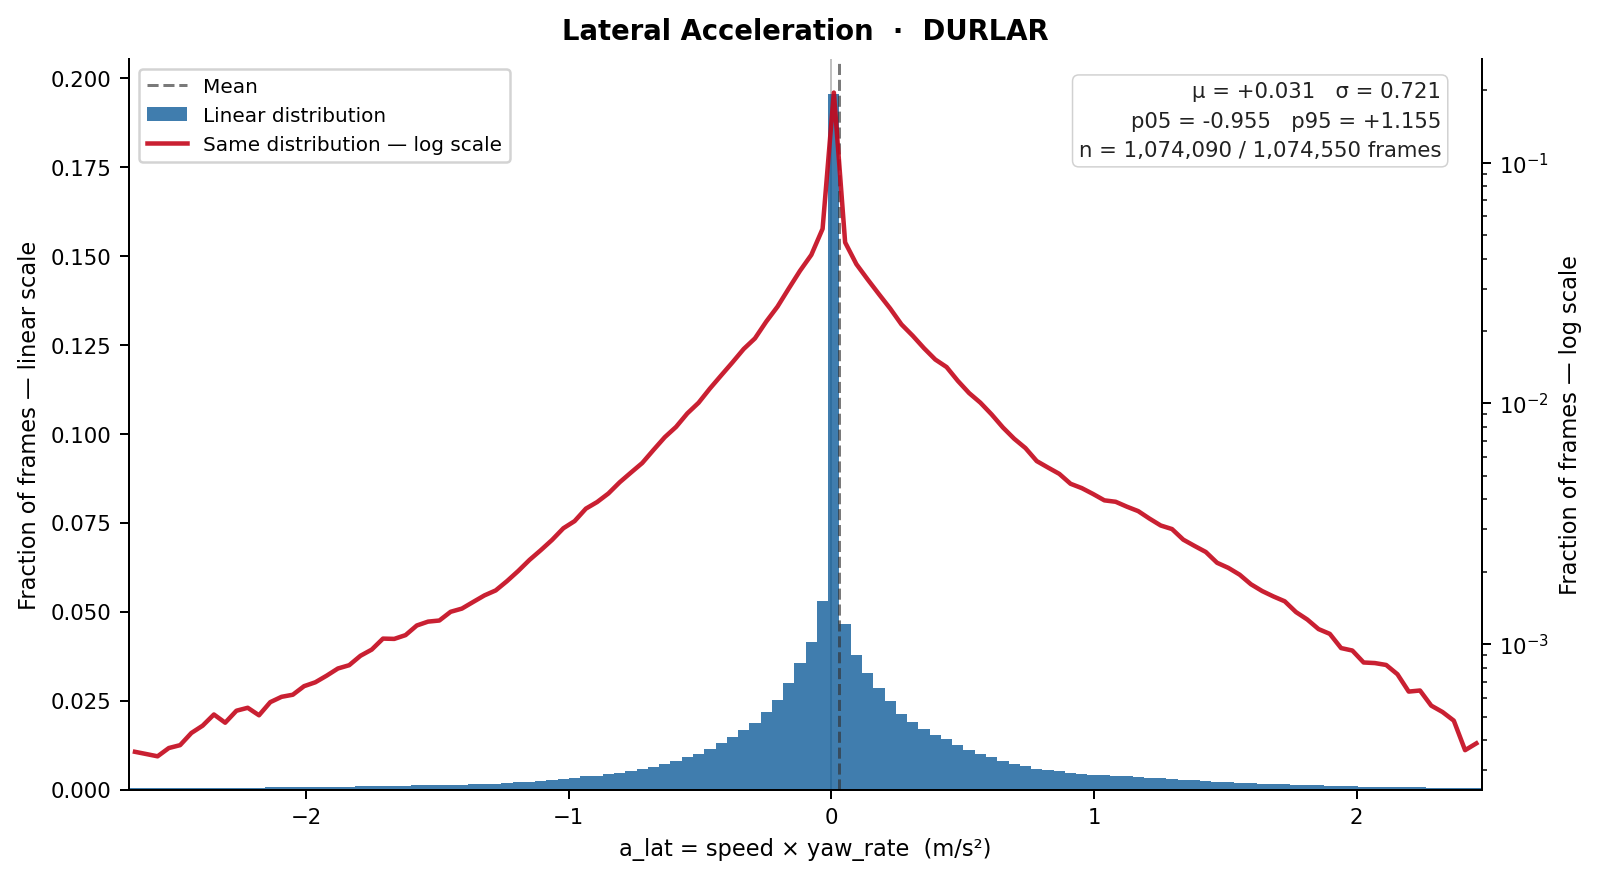 Lateral Acceleration · DURLAR
Mean
Linear distribution
Same distribution — log scale
μ = +0.031 σ = 0.721
p05 = -0.955 p95 = +1.155
n = 1,074,090 / 1,074,550 frames
Fraction of frames — linear scale
0.200
0.175
0.150
0.125
0.100
0.075
0.050
0.025
0.000
10⁻¹
10⁻²
10⁻³
Fraction of frames — log scale
−2
−1
0
1
2
a_lat = speed × yaw_rate (m/s²)